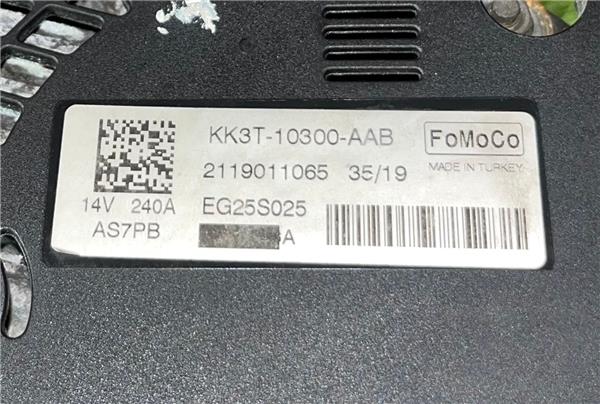 KK3T-10300-AAB FoMoCo
2119011065 35/19 MADE IN TURKEY
14V 240A EG25S025
AS7PB